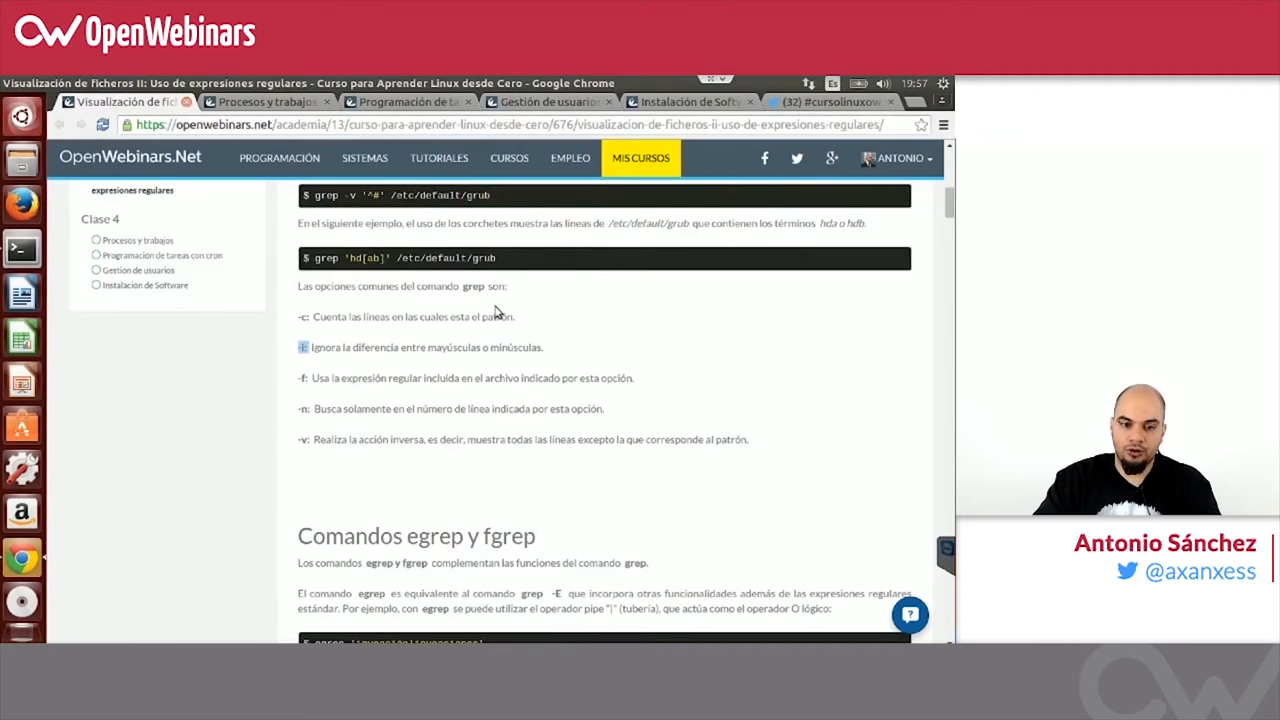 OpenWebinars
Visualización de ficheros II: Uso de expresiones regulares - Curso para Aprender Linux desde Cero - Google Chrome
Es
19:57
Visualización de fic
Procesos y trabajos
Programación de ta
Gestión de usuarios
Instalación de Softw
(32) #cursolinuxow
https://openwebinars.net/academia/13/curso-para-aprender-linux-desde-cero/676/visualizacion-de-ficheros-ii-uso-de-expresiones-regulares/
OpenWebinars.Net
PROGRAMACIÓN
SISTEMAS
TUTORIALES
CURSOS
EMPLEO
MIS CURSOS
ANTONIO
expresiones regulares
Clase 4
Procesos y trabajos
Programación de tareas con cron
Gestión de usuarios
Instalación de Software
$ grep -v '^#' /etc/default/grub
En el siguiente ejemplo, el uso de los corchetes muestra las líneas de /etc/default/grub que contienen los términos hda o hdb.
$ grep 'hd[ab]' /etc/default/grub
Las opciones comunes del comando grep son:
-c: Cuenta las líneas en las cuales esta el patrón.
-i: Ignora la diferencia entre mayúsculas o minúsculas.
-f: Usa la expresión regular incluida en el archivo indicado por esta opción.
-n: Busca solamente en el número de línea indicada por esta opción.
-v: Realiza la acción inversa, es decir, muestra todas las líneas excepto la que corresponde al patrón.
Comandos egrep y fgrep
Los comandos egrep y fgrep complementan las funciones del comando grep.
El comando egrep es equivalente al comando grep -E que incorpora otras funcionalidades además de las expresiones regulares
estándar. Por ejemplo, con egrep se puede utilizar el operador pipe "|" (tubería), que actúa como el operador O lógico:
$ egrep 'inversión|inversiones'
Antonio Sánchez
@axanxess